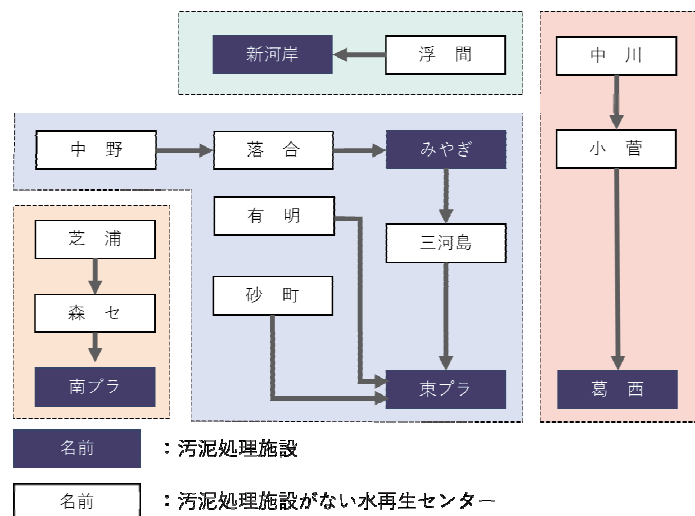 新河岸
浮 間
中 川
中 野
落 合
みやぎ
小 菅
有 明
三河島
芝 浦
砂 町
森 セ
南プラ
東プラ
葛 西
名前 ：汚泥処理施設
名前 ：汚泥処理施設がない水再生センター